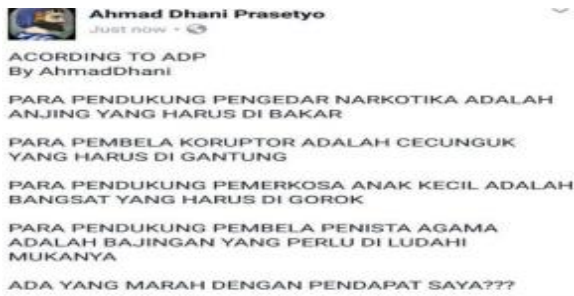 Ahmad Dhani Prasetyo
Just now
ACORDING TO ADP
By AhmadDhani
PARA PENDUKUNG PENGEDAR NARKOTIKA ADALAH
ANJING YANG HARUS DI BAKAR
PARA PEMBELA KORUPTOR ADALAH CECUNGUK
YANG HARUS DI GANTUNG
PARA PENDUKUNG PEMERKOSA ANAK KECIL ADALAH
BANGSAT YANG HARUS DI GOROK
PARA PENDUKUNG PEMBELA PENISTA AGAMA
ADALAH BAJINGAN YANG PERLU DI LUDAHI
MUKANYA
ADA YANG MARAH DENGAN PENDAPAT SAYA???